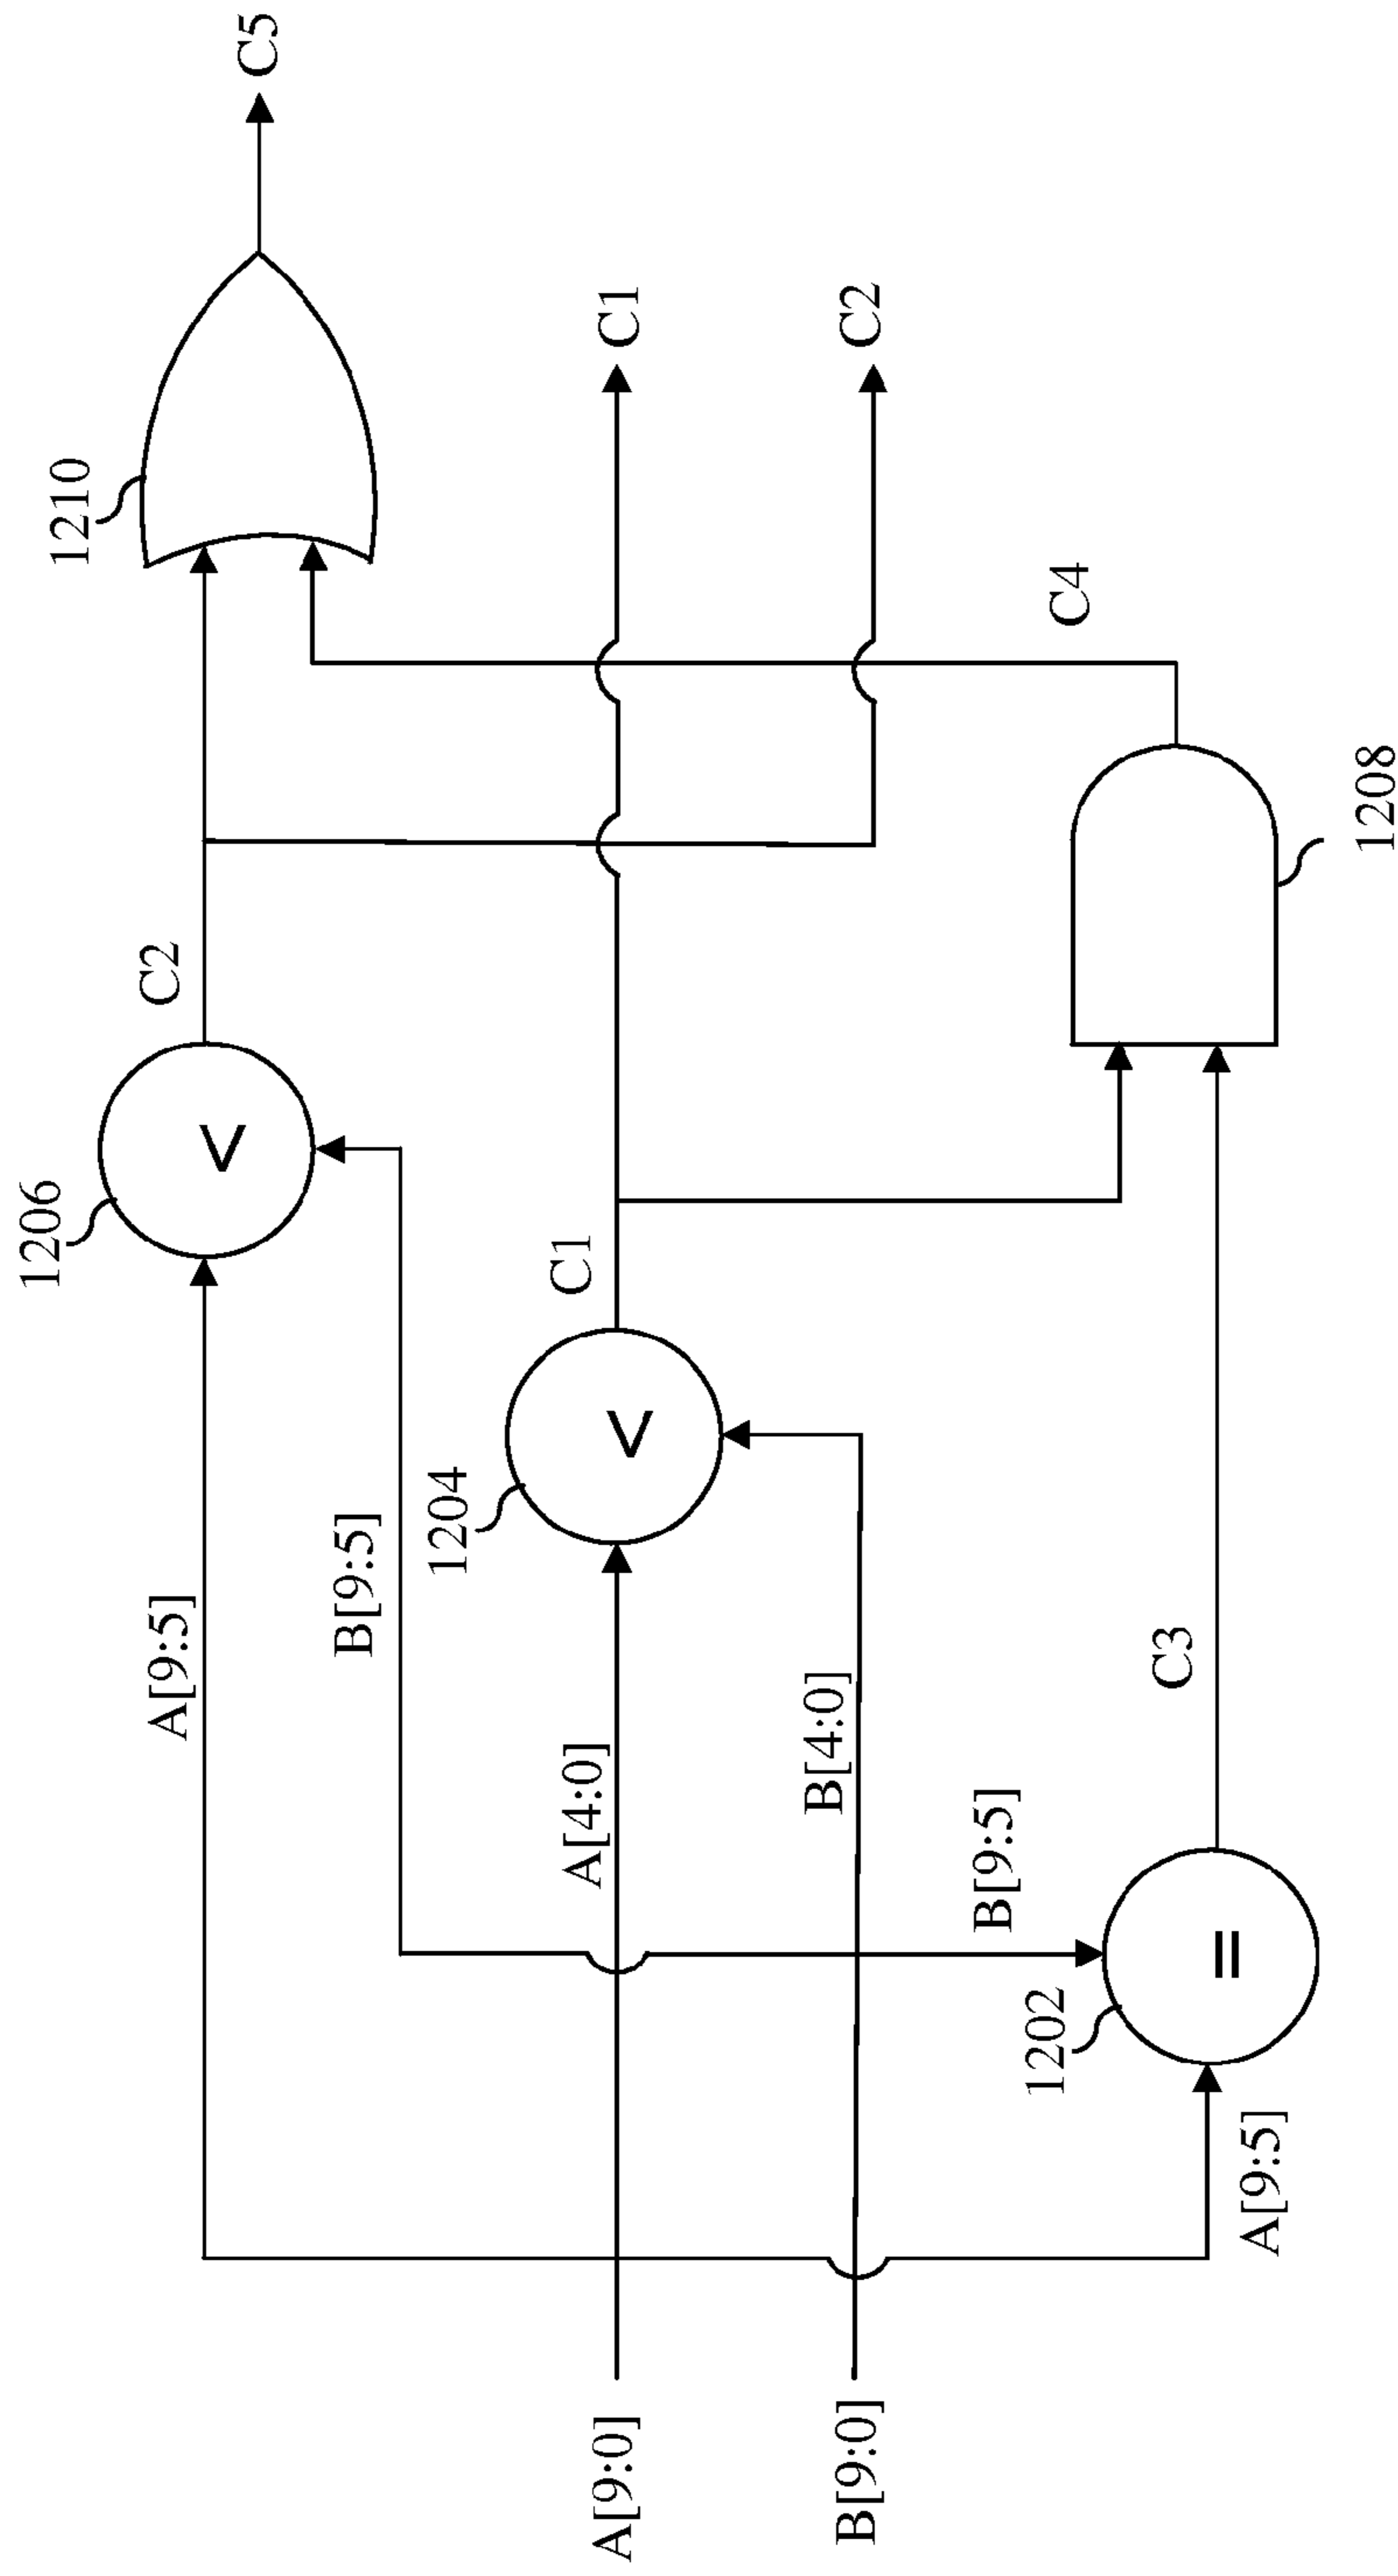 1206
1210
A[9:5]
C2
<
C5
B[9:5]
1204
A[4:0]
C1
A[9:0]
<
C1
B[4:0]
B[9:0]
C2
B[9:5]
1202
C4
C3
=
A[9:5]
1208